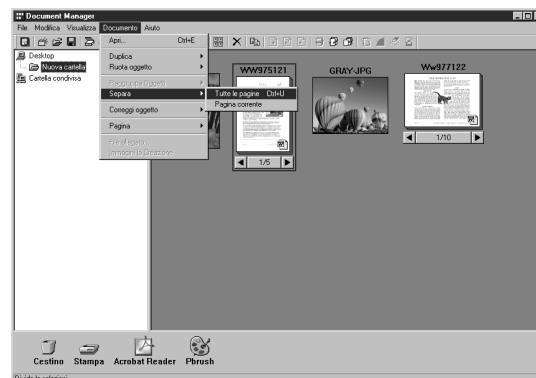 Document Manager
File Modifica Visualizza Documento Aiuto
Apri... Ctrl+E
Duplica
Ruota oggetto
Raggruppa Oggetti
Separa
Correggi oggetto
Pagina
Tutte le pagine Ctrl+U
Pagina corrente
Desktop
Nuova cartella
Cartella condivisa
WW975121
1/5
GRAY-JPG
Ww977122
1/10
Cestino Stampa Acrobat Reader Pbrush